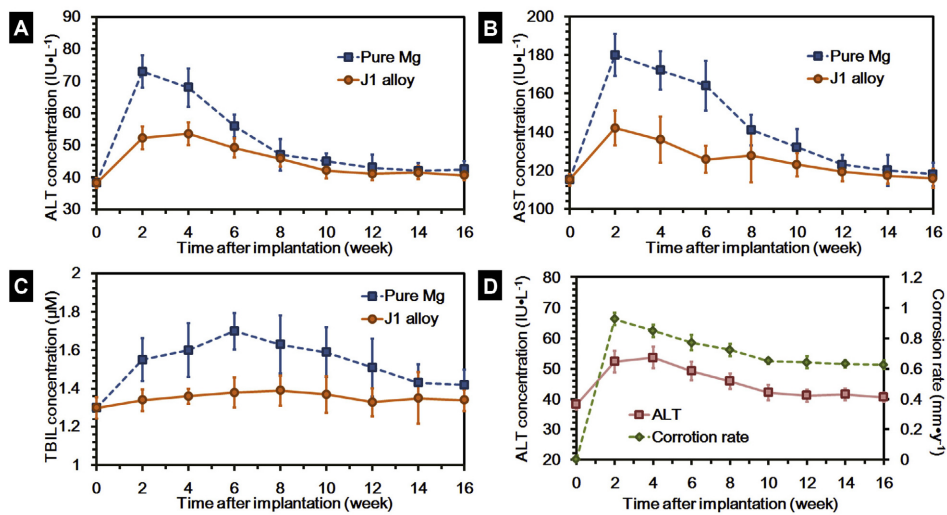 A
ALT concentration (IU•L⁻¹)
90
80
70
60
50
40
30
Pure Mg
J1 alloy
0 2 4 6 8 10 12 14 16
Time after implantation (week)
B
AST concentration (IU•L⁻¹)
200
180
160
140
120
100
Pure Mg
J1 alloy
0 2 4 6 8 10 12 14 16
Time after implantation (week)
C
TBIL concentration (μM)
2
1.8
1.6
1.4
1.2
1
Pure Mg
J1 alloy
0 2 4 6 8 10 12 14 16
Time after implantation (week)
D
ALT concentration (IU•L⁻¹)
80
70
60
50
40
30
20
ALT
Corrotion rate
1.2
1
0.8
0.6
0.4
0.2
0
Corrosion rate (mm•y⁻¹)
0 2 4 6 8 10 12 14 16
Time after implantation (week)